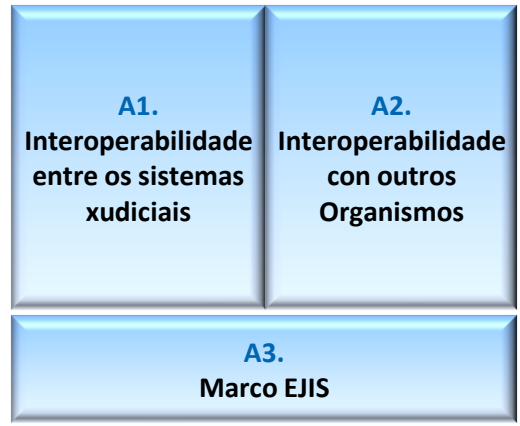 A1.
Interoperabilidade
entre os sistemas
xudiciais
A2.
Interoperabilidade
con outros
Organismos
A3.
Marco EJIS